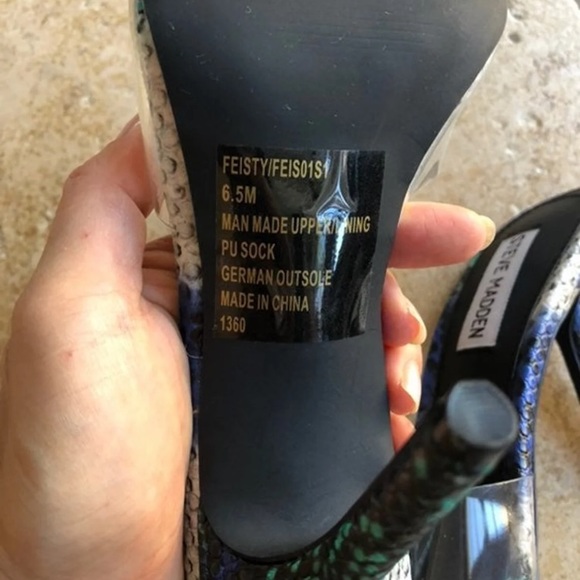 FEISTY/FEIS01S1
6.5M
MAN MADE UPPER/LINING
PU SOCK
GERMAN OUTSOLE
MADE IN CHINA
1360
STEVE MADDEN